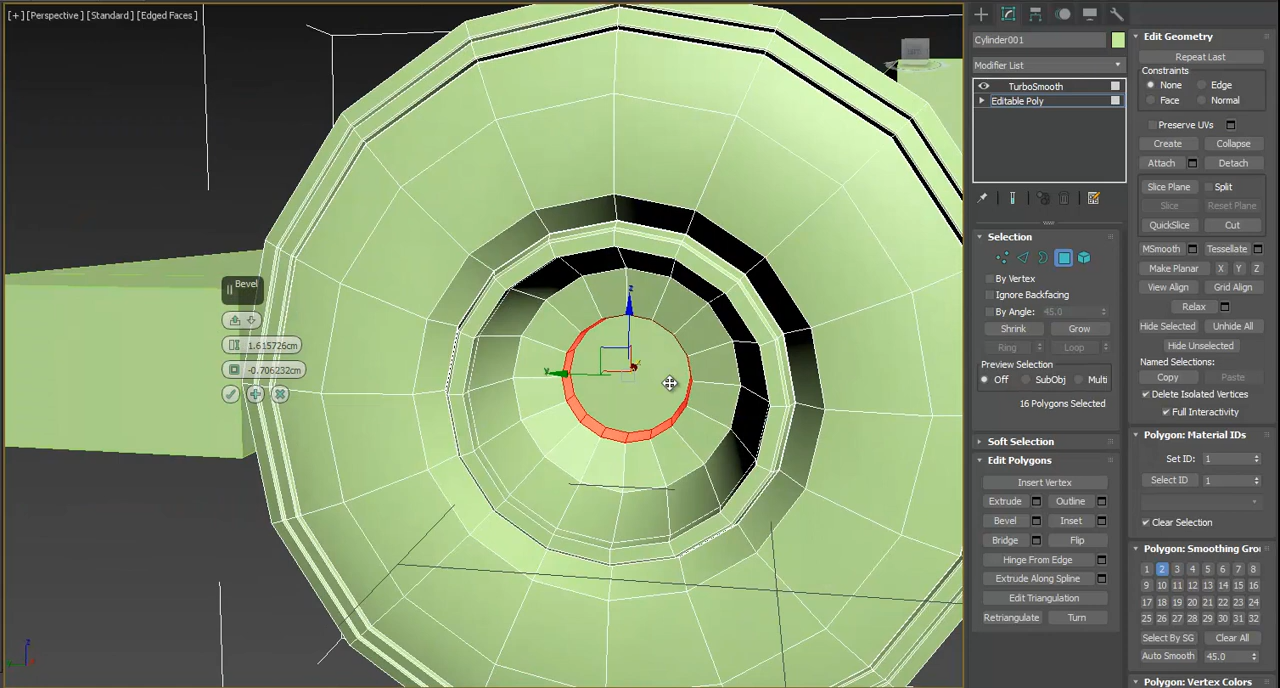 [+] [Perspective] [Standard] [Edged Faces]
z
y
Bevel
1.615726cm
-0.706232cm
z
Cylinder001
Modifier List
TurboSmooth
Editable Poly
Selection
By Vertex
Ignore Backfacing
By Angle: 45.0
Shrink Grow
Ring Loop
Preview Selection
Off SubObj Multi
16 Polygons Selected
Soft Selection
Edit Polygons
Insert Vertex
Extrude Outline
Bevel Inset
Bridge Flip
Hinge From Edge
Extrude Along Spline
Edit Triangulation
Retriangulate Turn
Edit Geometry
Repeat Last
Constraints
None Edge
Face Normal
Preserve UVs
Create Collapse
Attach Detach
Slice Plane Split
Slice Reset Plane
QuickSlice Cut
MSmooth Tessellate
Make Planar X Y Z
View Align Grid Align
Relax
Hide Selected Unhide All
Hide Unselected
Named Selections:
Copy Paste
Delete Isolated Vertices
Full Interactivity
Polygon: Material IDs
Set ID: 1
Select ID 1
Clear Selection
Polygon: Smoothing Gro
1 2 3 4 5 6 7 8
9 10 11 12 13 14 15 16
17 18 19 20 21 22 23 24
25 26 27 28 29 30 31 32
Select By SG Clear All
Auto Smooth 45.0
Polygon: Vertex Colors